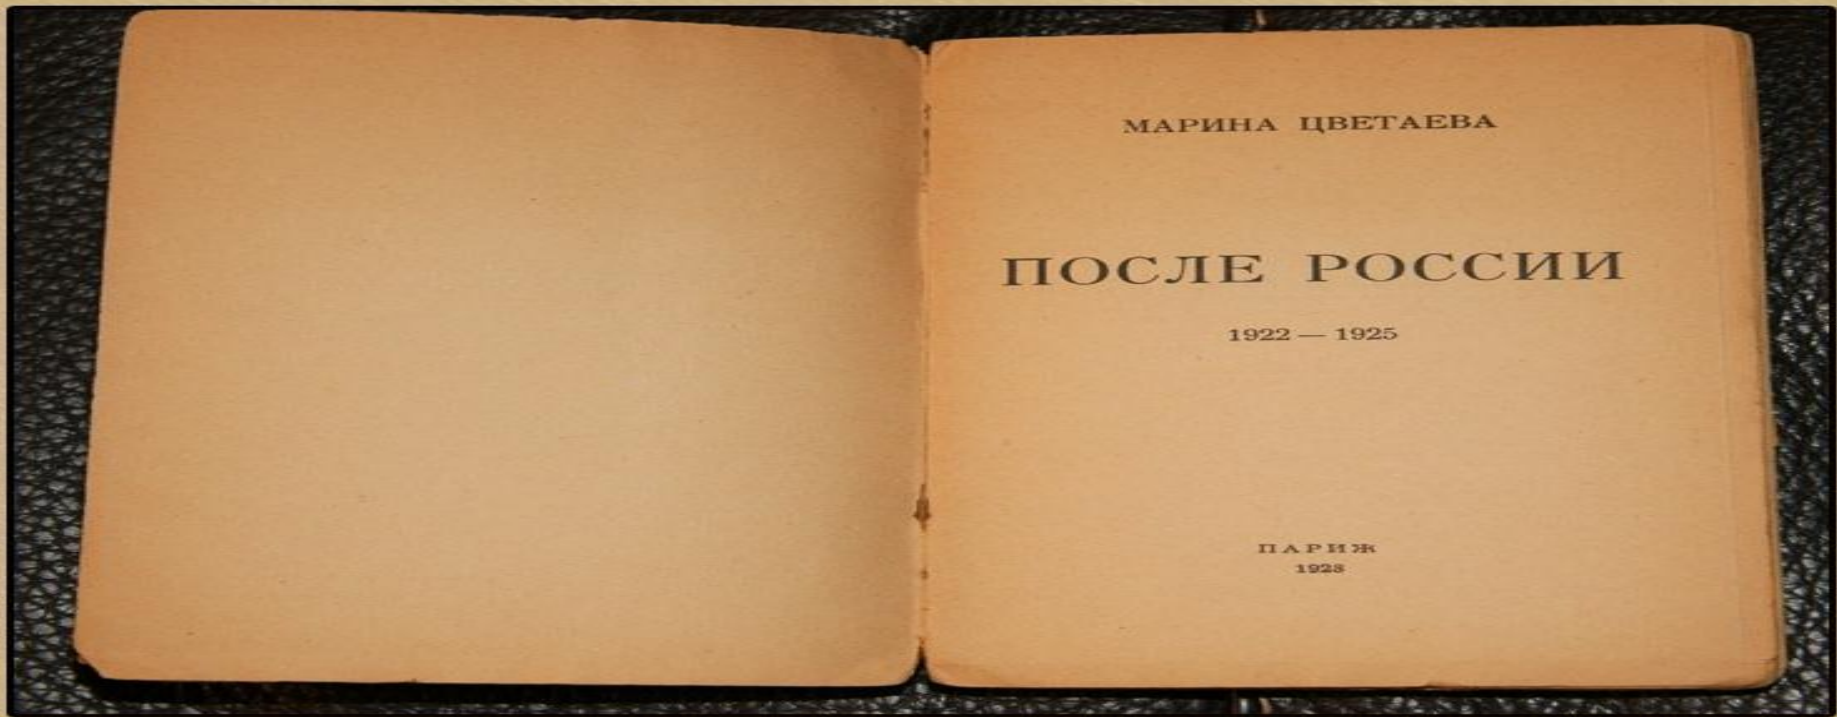 МАРИНА ЦВЕТАЕВА
ПОСЛЕ РОССИИ
1922 — 1925
ПАРИЖ
1928